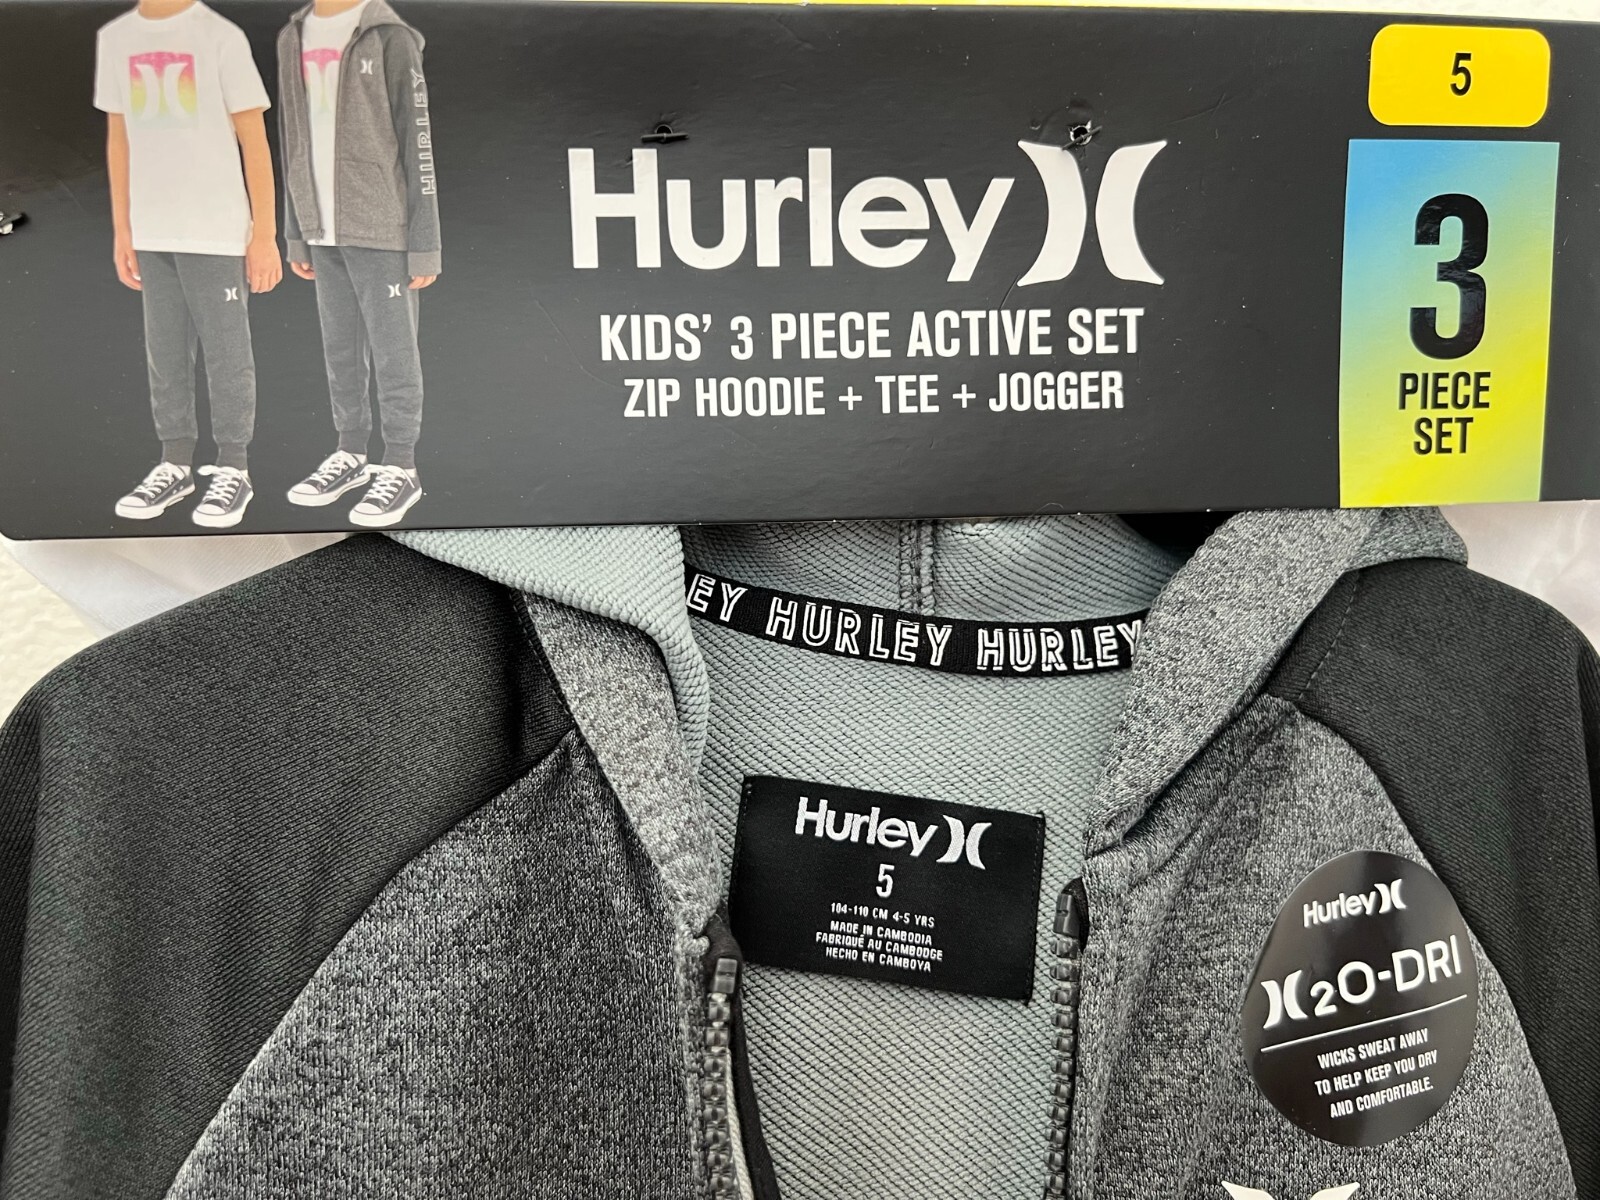 HURLEY
5
Hurley
KIDS' 3 PIECE ACTIVE SET
ZIP HOODIE + TEE + JOGGER
3
PIECE
SET
EY HURLEY HURLEY
Hurley
5
104-110 CM 4-5 YRS
MADE IN CAMBODIA
FABRIQUÉ AU CAMBODGE
HECHO EN CAMBOYA
Hurley
2O-DRI
WICKS SWEAT AWAY
TO HELP KEEP YOU DRY
AND COMFORTABLE.